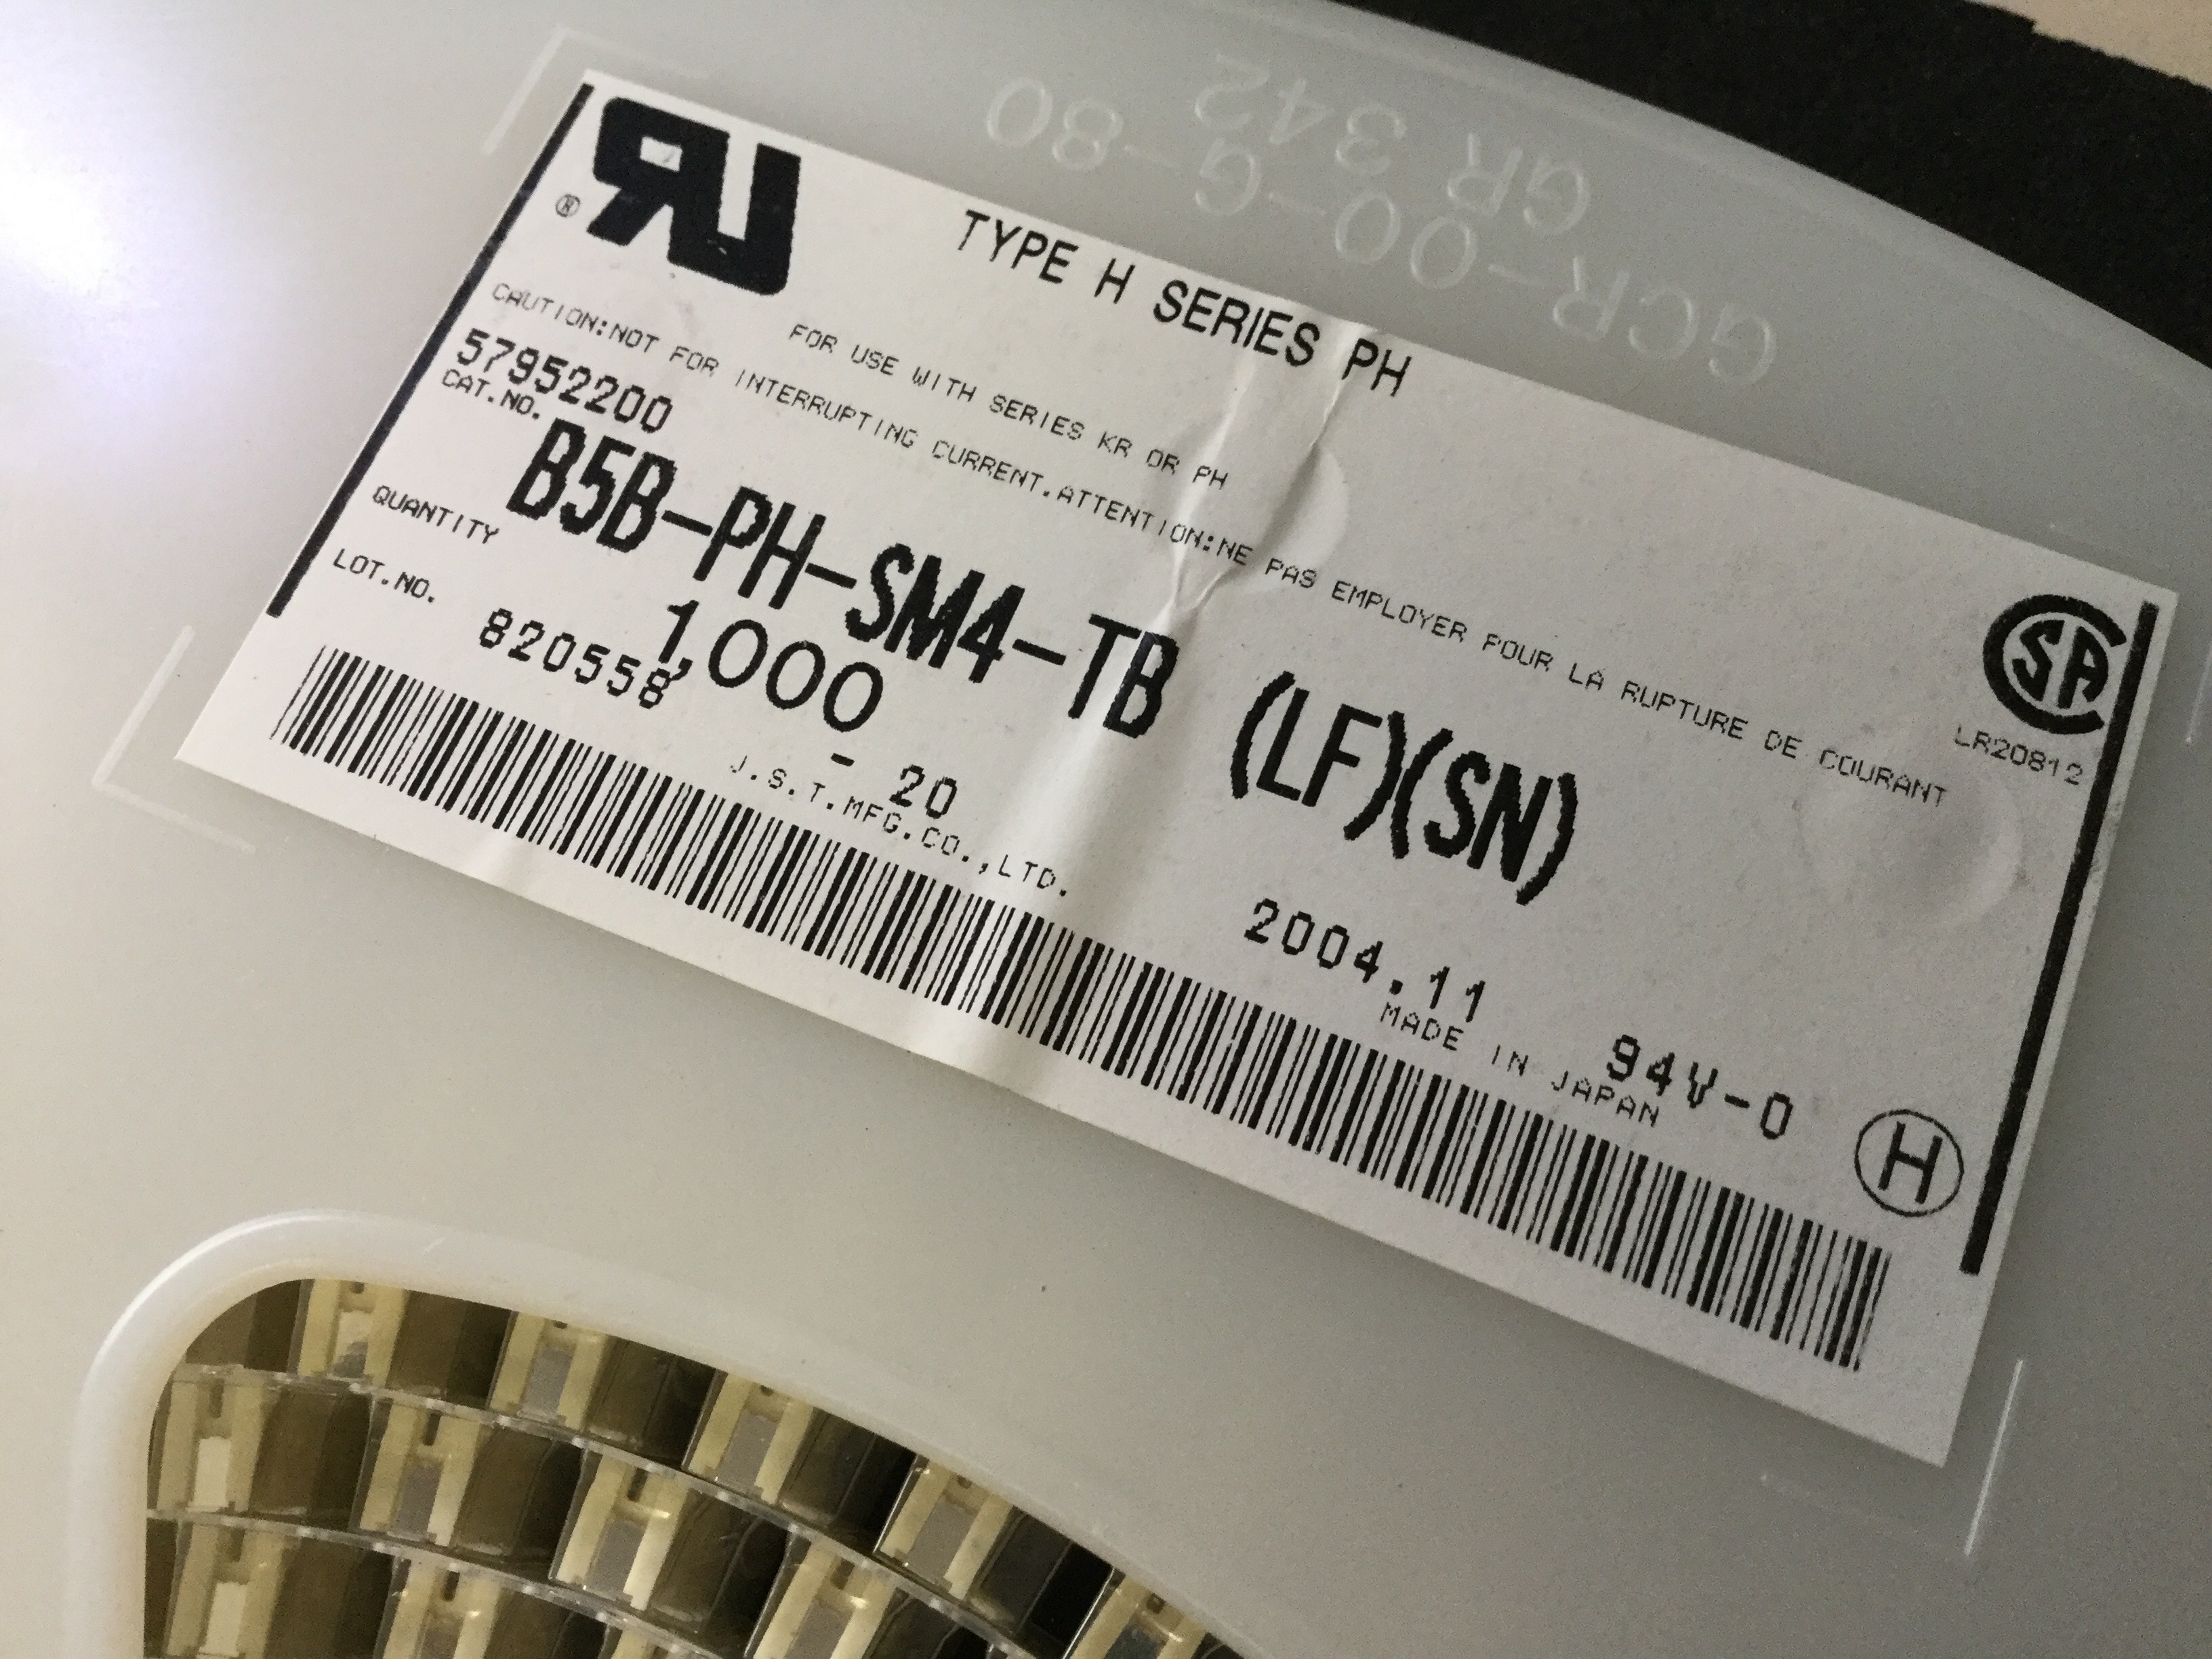 GCR-00-G-80
GR 342
RU
®
TYPE H SERIES PH
FOR USE WITH SERIES KR OR PH
CAUTION:NOT FOR INTERRUPTING CURRENT.ATTENTION:NE PAS EMPLOYER POUR LA RUPTURE DE COURANT
57952200
CAT.NO.
B5B-PH-SM4-TB (LF)(SN)
SA
LR20812
QUANTITY 1,000
LOT.NO. 820558 - 20 2004.11 94V-0
J.S.T.MFG.CO.,LTD. MADE IN JAPAN
H